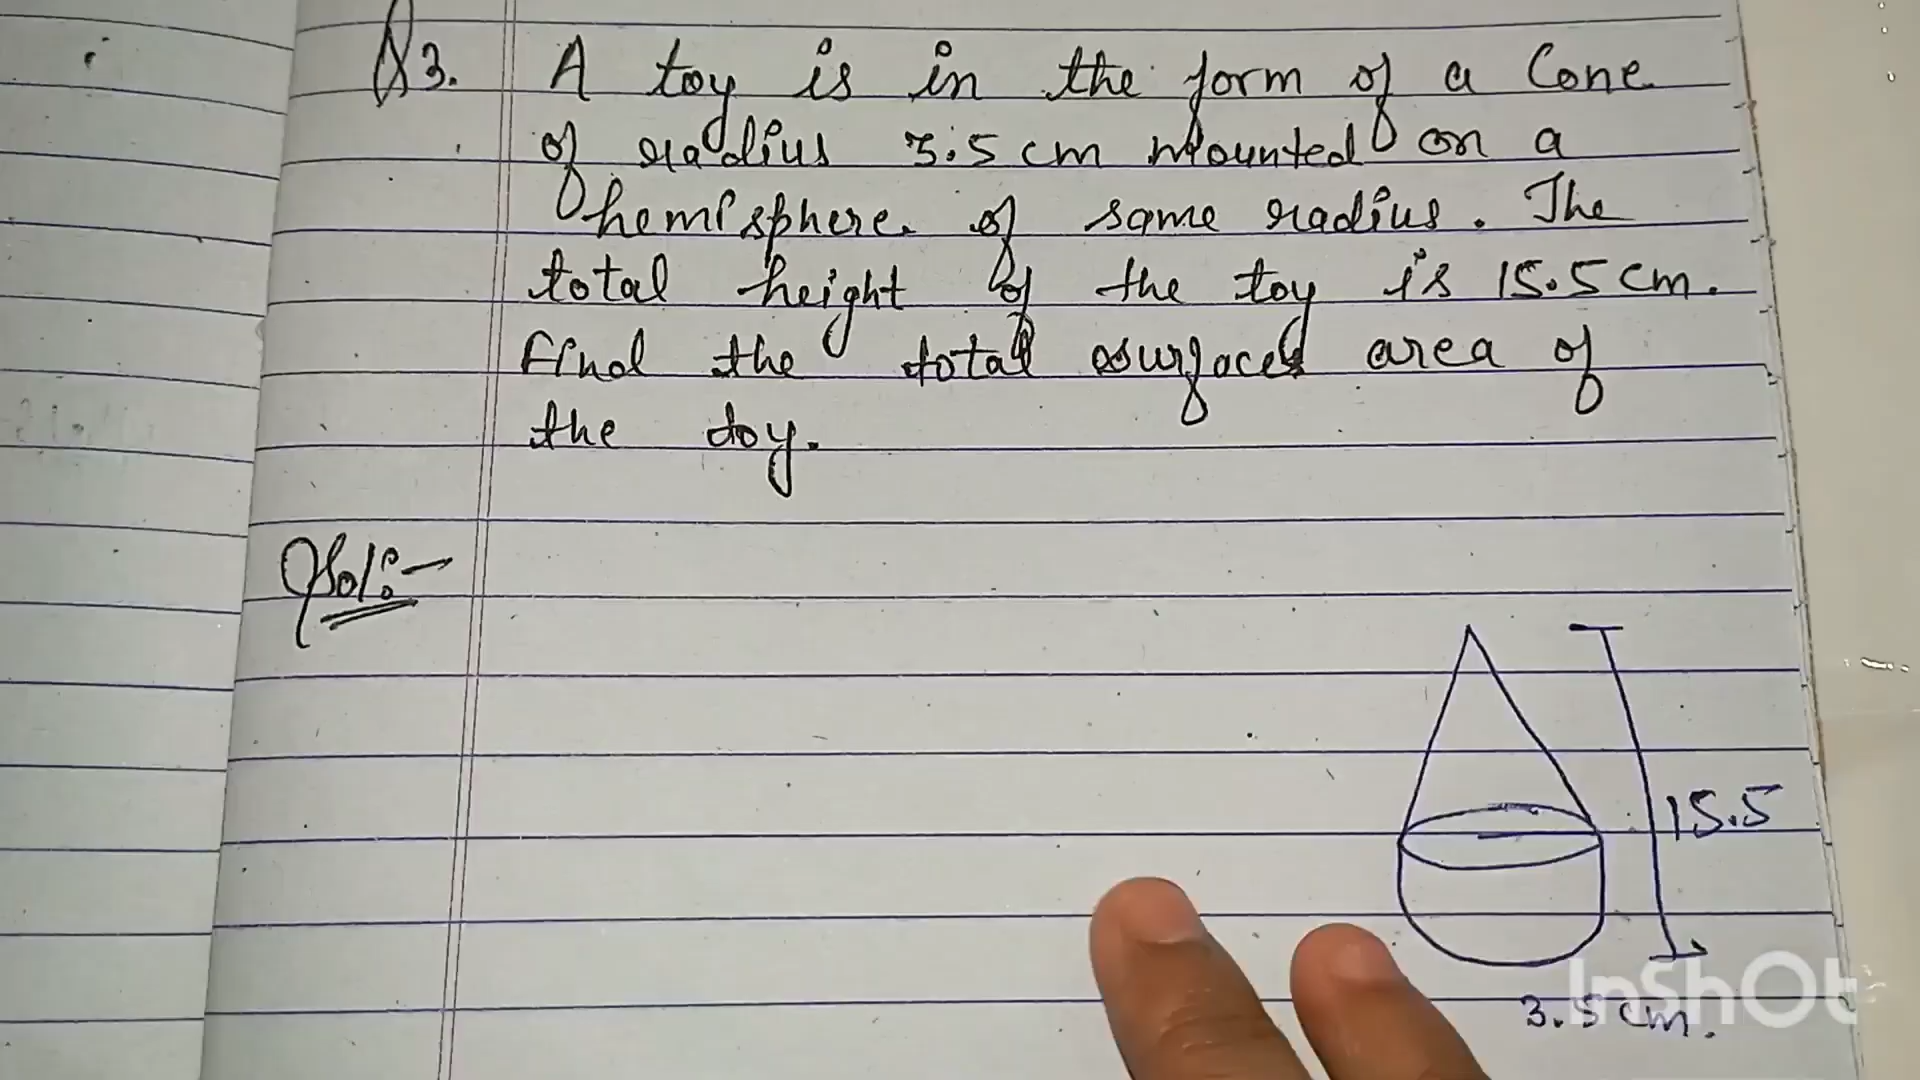 Q3. A toy is in the form of a Cone
of radius 3.5 cm mounted on a
hemisphere of same radius. The
total height of the toy is 15.5 cm.
Find the total surface area of
the toy.
Sol:-
15.5
3.5 cm.
InShOt